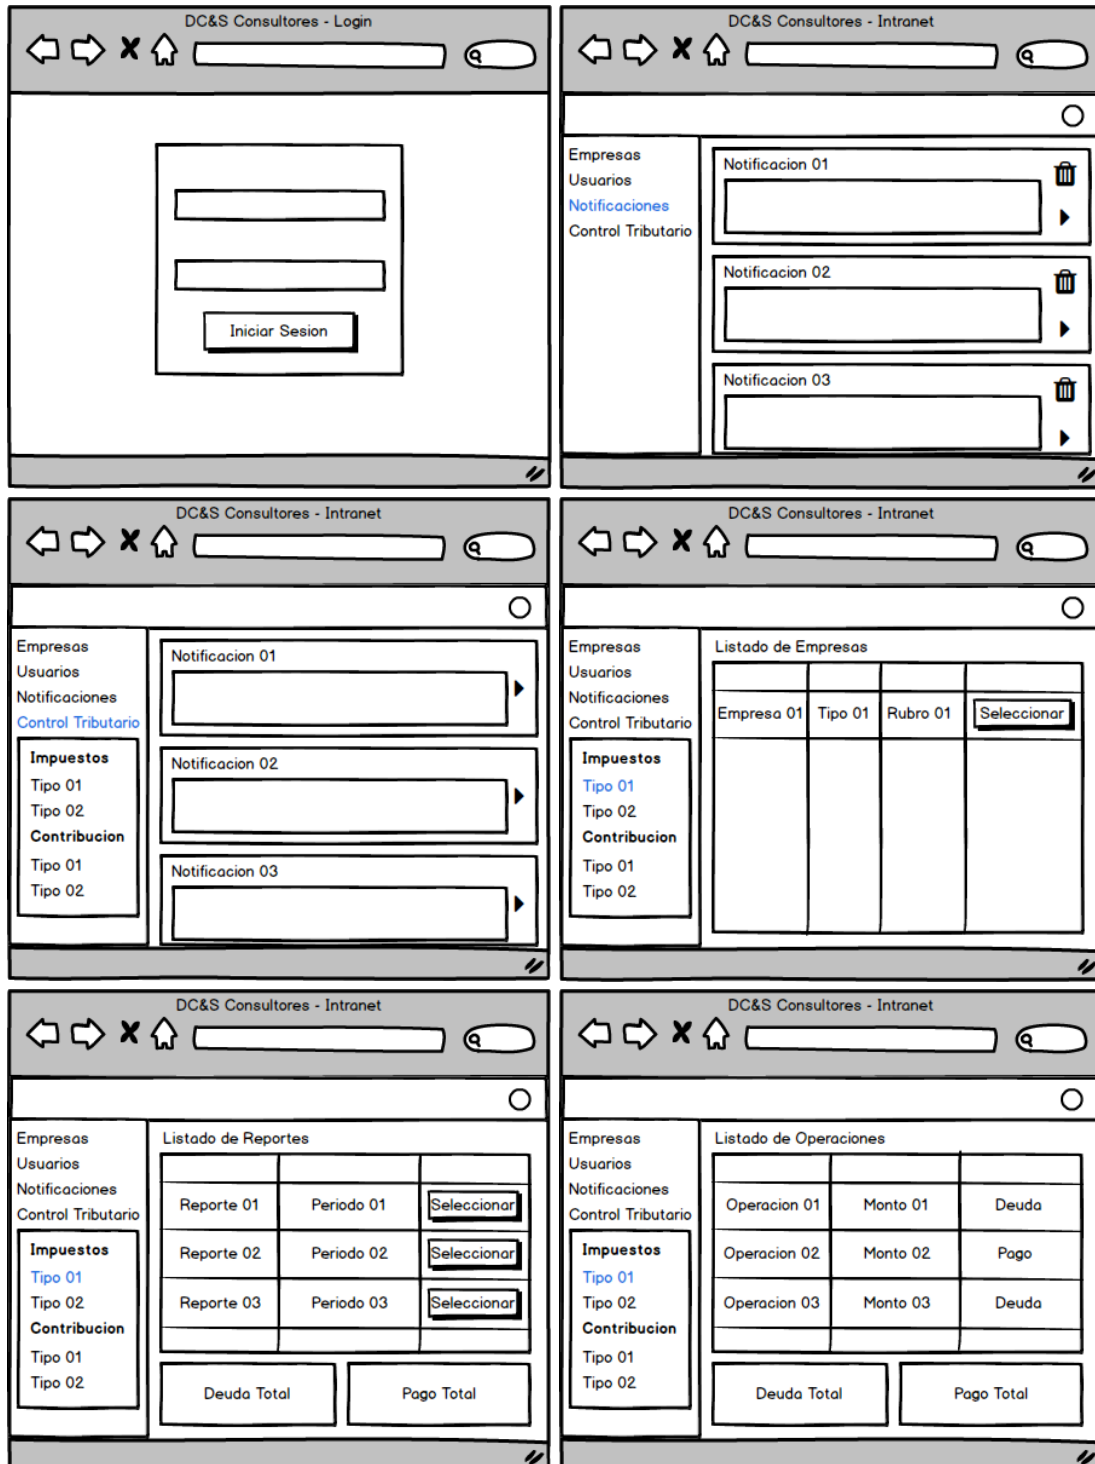 DC&S Consultores - Login
Iniciar Sesion
DC&S Consultores - Intranet
Empresas
Usuarios
Notificaciones
Control Tributario
Notificacion 01
Notificacion 02
Notificacion 03
DC&S Consultores - Intranet
Empresas
Usuarios
Notificaciones
Control Tributario
Impuestos
Tipo 01
Tipo 02
Contribucion
Tipo 01
Tipo 02
Notificacion 01
Notificacion 02
Notificacion 03
DC&S Consultores - Intranet
Empresas
Usuarios
Notificaciones
Control Tributario
Impuestos
Tipo 01
Tipo 02
Contribucion
Tipo 01
Tipo 02
Listado de Empresas
Empresa 01 Tipo 01 Rubro 01 Seleccionar
DC&S Consultores - Intranet
Empresas
Usuarios
Notificaciones
Control Tributario
Impuestos
Tipo 01
Tipo 02
Contribucion
Tipo 01
Tipo 02
Listado de Reportes
Reporte 01 Periodo 01 Seleccionar
Reporte 02 Periodo 02 Seleccionar
Reporte 03 Periodo 03 Seleccionar
Deuda Total Pago Total
DC&S Consultores - Intranet
Empresas
Usuarios
Notificaciones
Control Tributario
Impuestos
Tipo 01
Tipo 02
Contribucion
Tipo 01
Tipo 02
Listado de Operaciones
Operacion 01 Monto 01 Deuda
Operacion 02 Monto 02 Pago
Operacion 03 Monto 03 Deuda
Deuda Total Pago Total